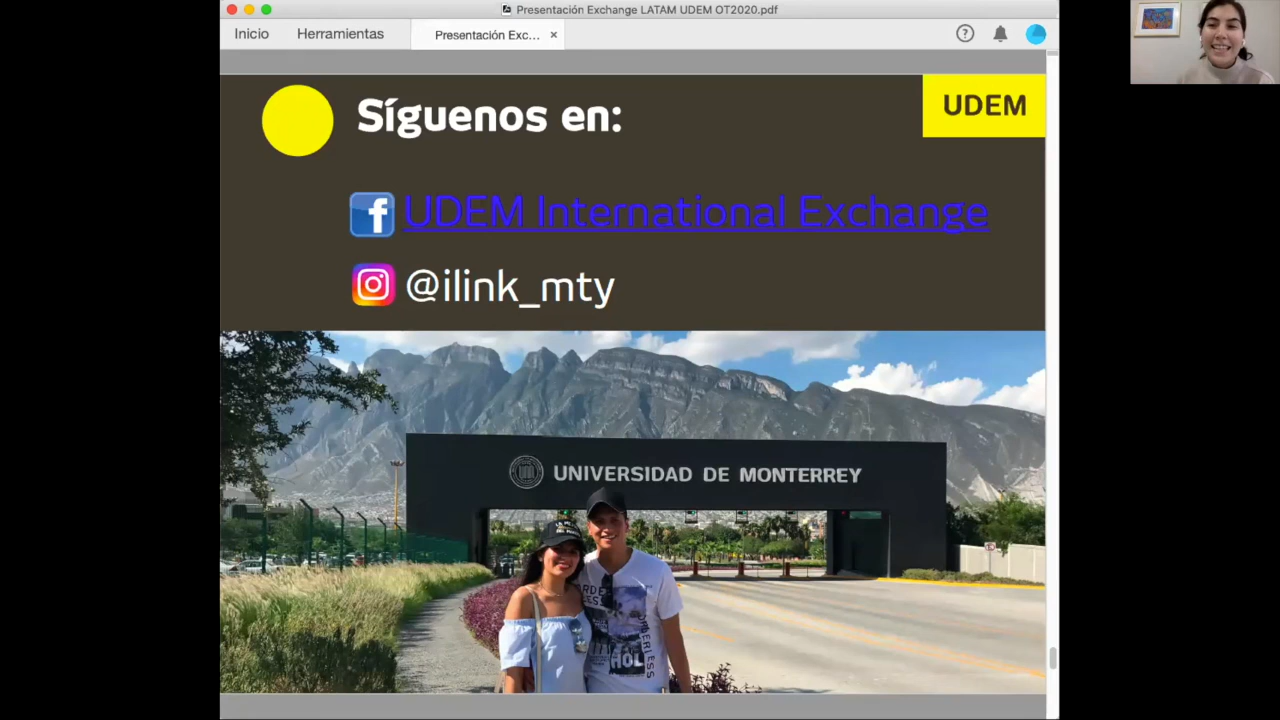 Presentación Exchange LATAM UDEM OT2020.pdf
Inicio Herramientas Presentación Exc... ×
?
Síguenos en:
UDEM
f UDEM International Exchange
@ilink_mty
UNIVERSIDAD DE MONTERREY
HOL